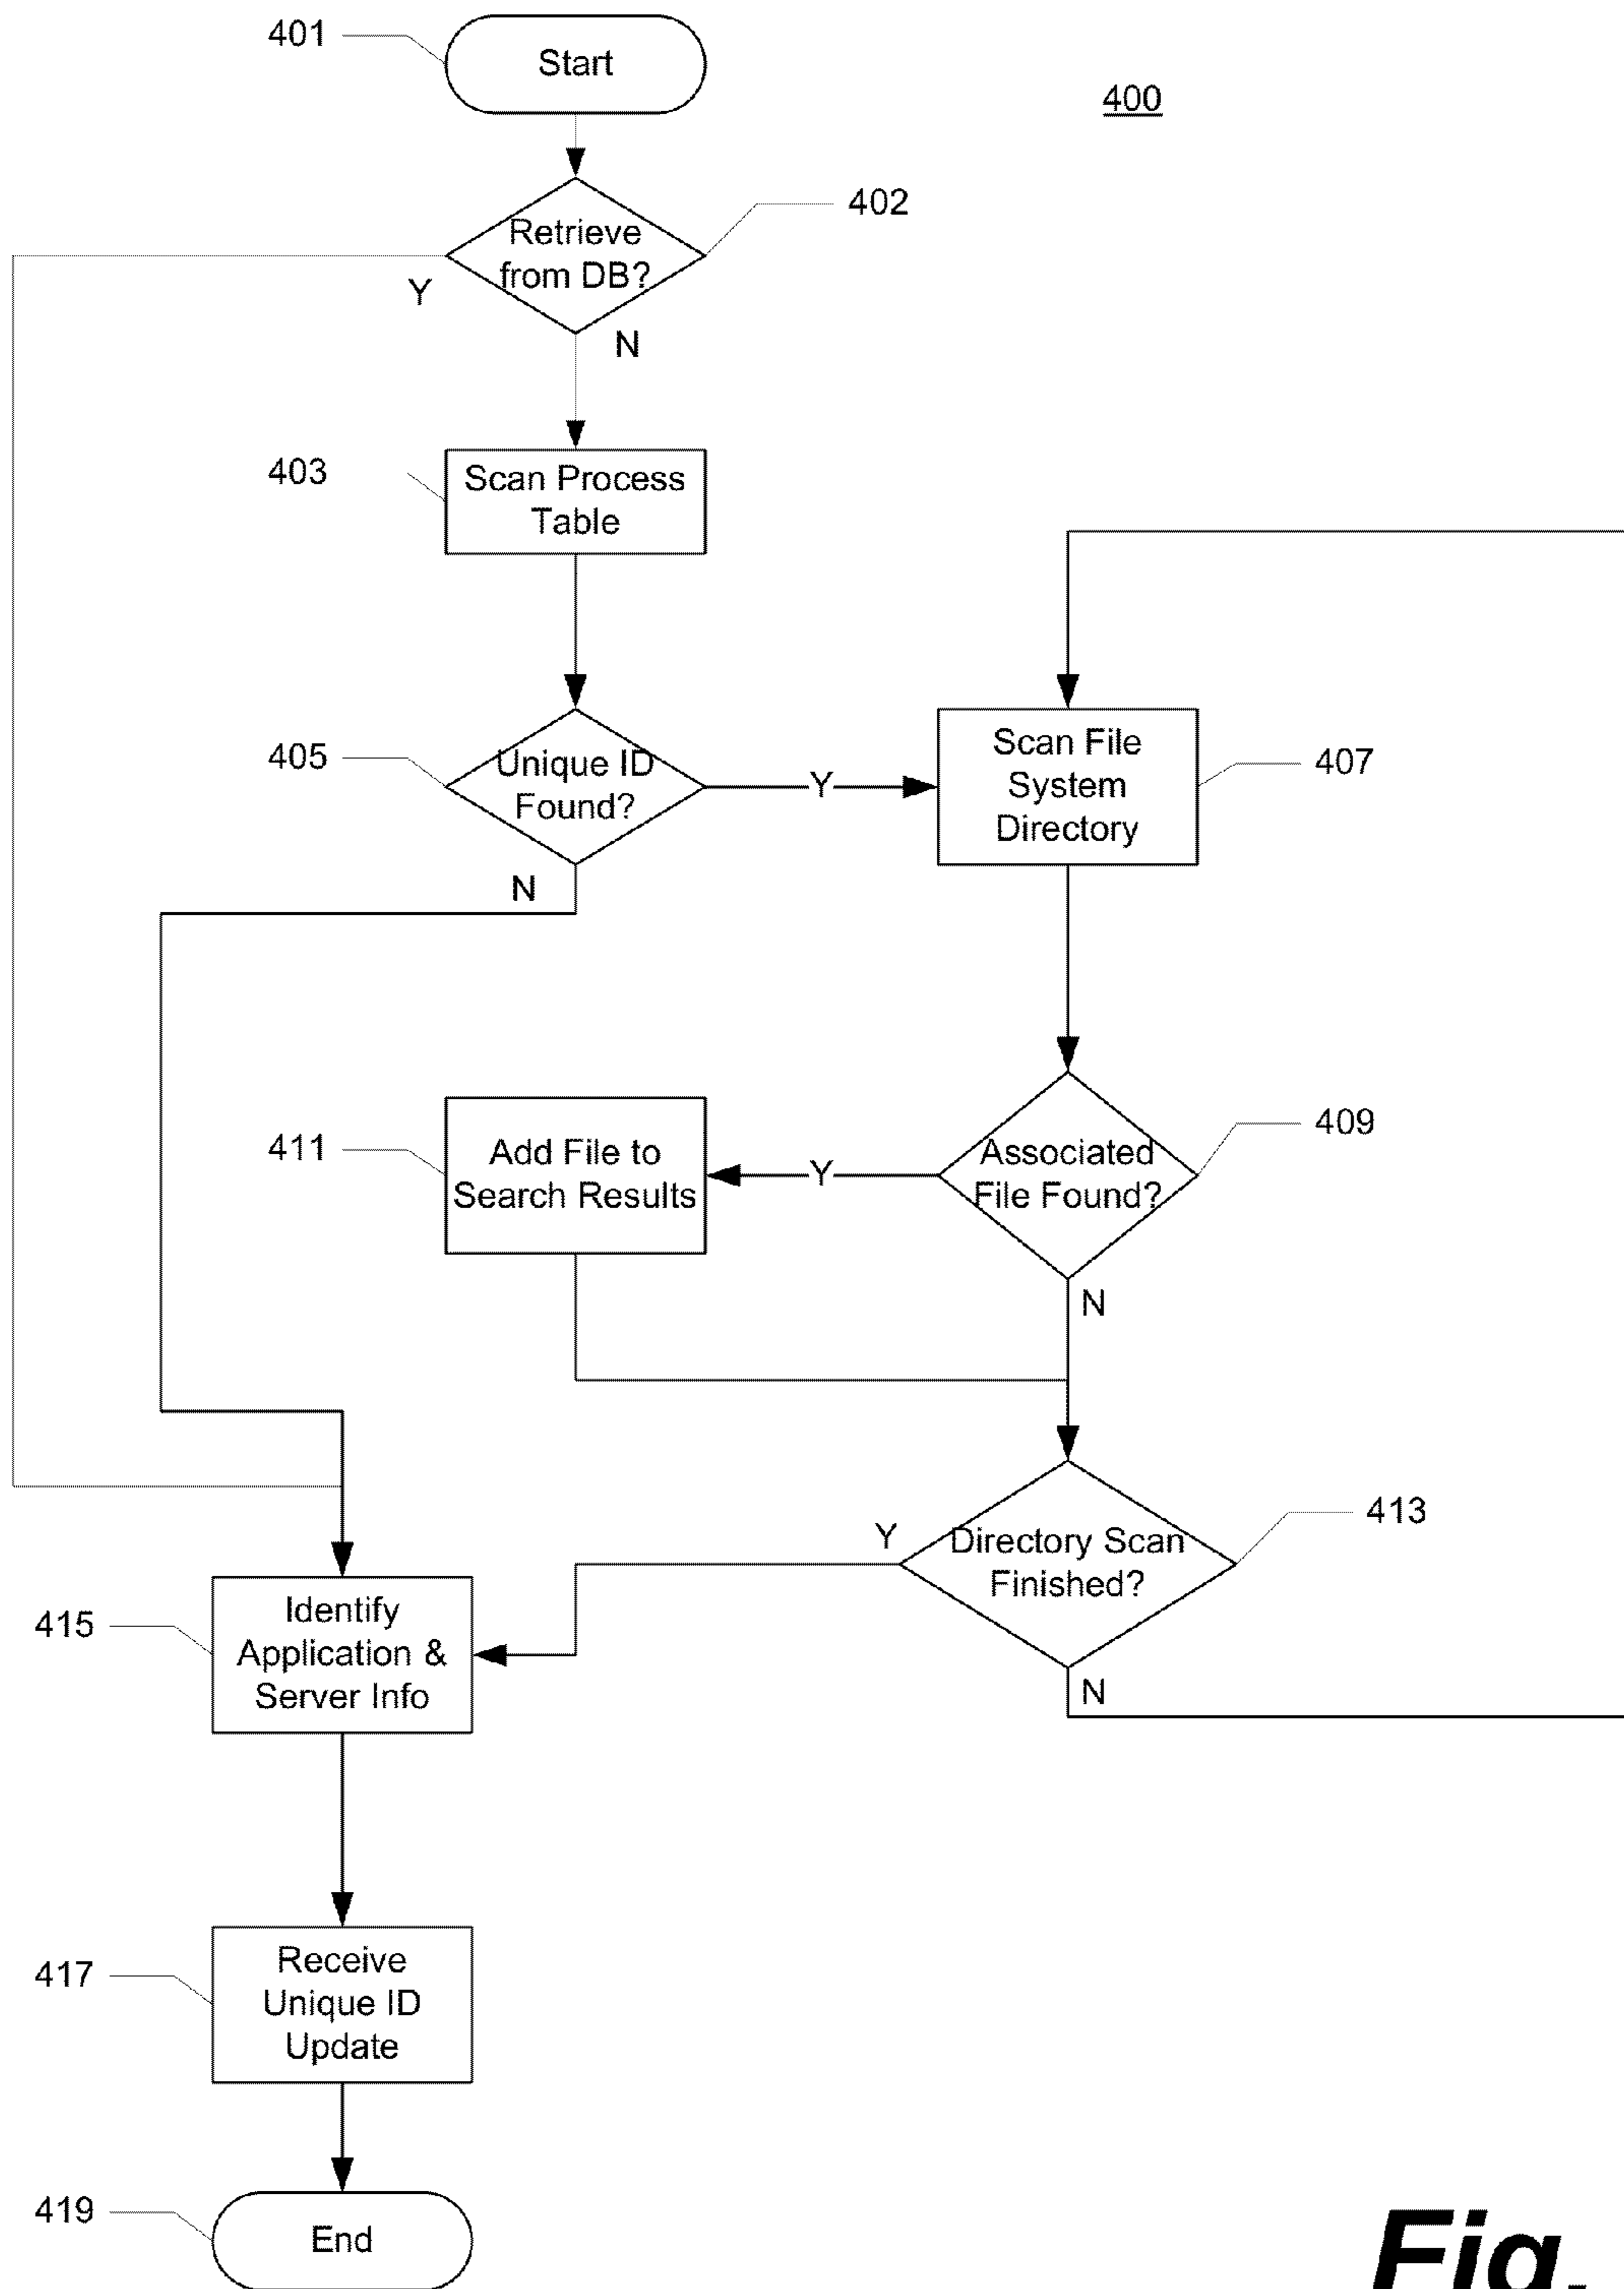 401
Start
400
402
Retrieve
from DB?
Y
N
403
Scan Process
Table
405
Unique ID
Found?
Y
Scan File
System
Directory
407
N
411
Add File to
Search Results
Y
Associated
File Found?
409
N
Y
Directory Scan
Finished?
413
N
415
Identify
Application &
Server Info
417
Receive
Unique ID
Update
419
End
Fig.